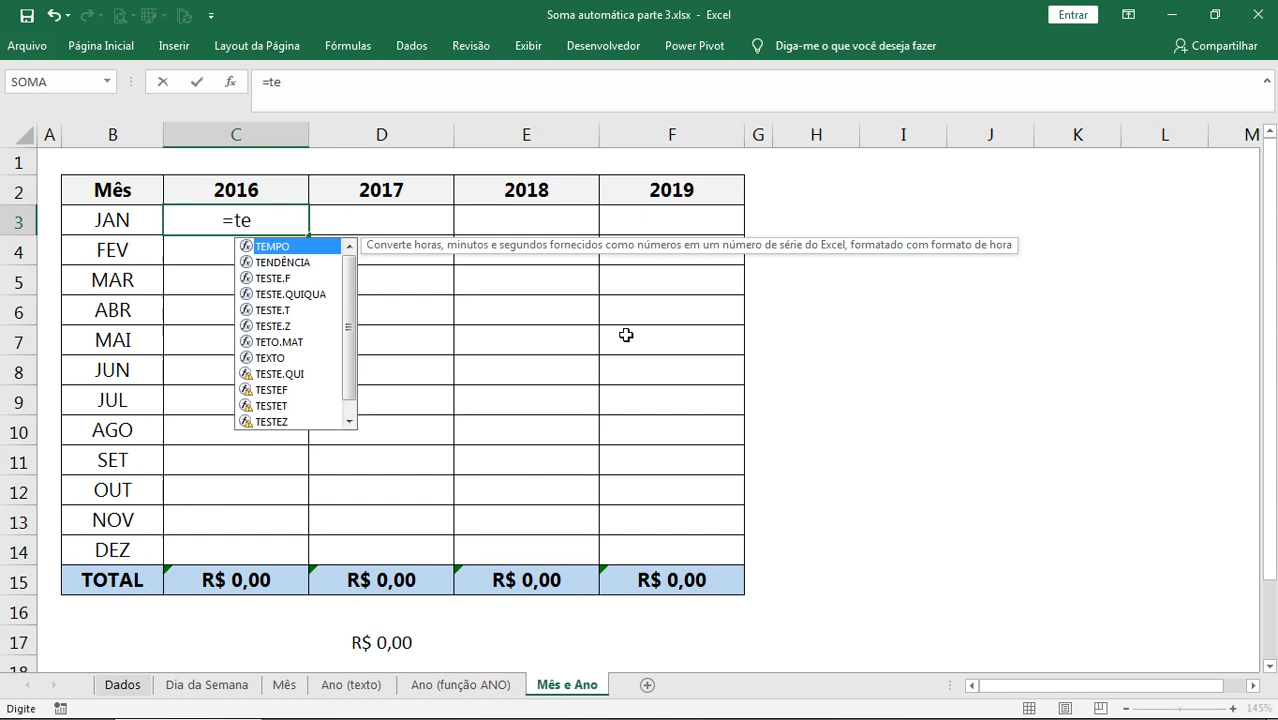 Soma automática parte 3.xlsx - Excel
Entrar
Arquivo Página Inicial Inserir Layout da Página Fórmulas Dados Revisão Exibir Desenvolvedor Power Pivot Diga-me o que você deseja fazer Compartilhar
SOMA fx =te
A B C D E F G H I J K L M
1
2 Mês 2016 2017 2018 2019
3 JAN =te
TEMPO Converte horas, minutos e segundos fornecidos como números em um número de série do Excel, formatado com formato de hora
4 FEV
TENDÊNCIA
5 MAR TESTE.F
TESTE.QUIQUA
6 ABR TESTE.T
TESTE.Z
7 MAI TETO.MAT
TEXTO
8 JUN TESTE.QUI
TESTEF
9 JUL TESTET
TESTEZ
10 AGO
11 SET
12 OUT
13 NOV
14 DEZ
15 TOTAL R$ 0,00 R$ 0,00 R$ 0,00 R$ 0,00
16
17 R$ 0,00
18
Dados Dia da Semana Mês Ano (texto) Ano (função ANO) Mês e Ano
Digite 145%